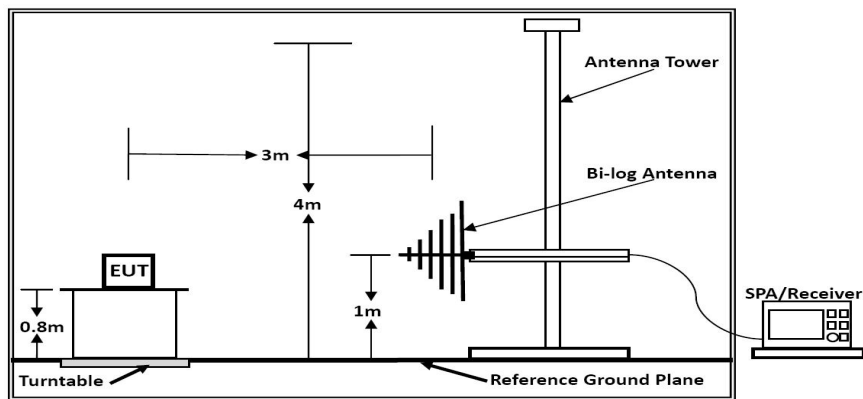 Antenna Tower
3m
Bi-log Antenna
4m
EUT
SPA/Receiver
0.8m
1m
Turntable
Reference Ground Plane